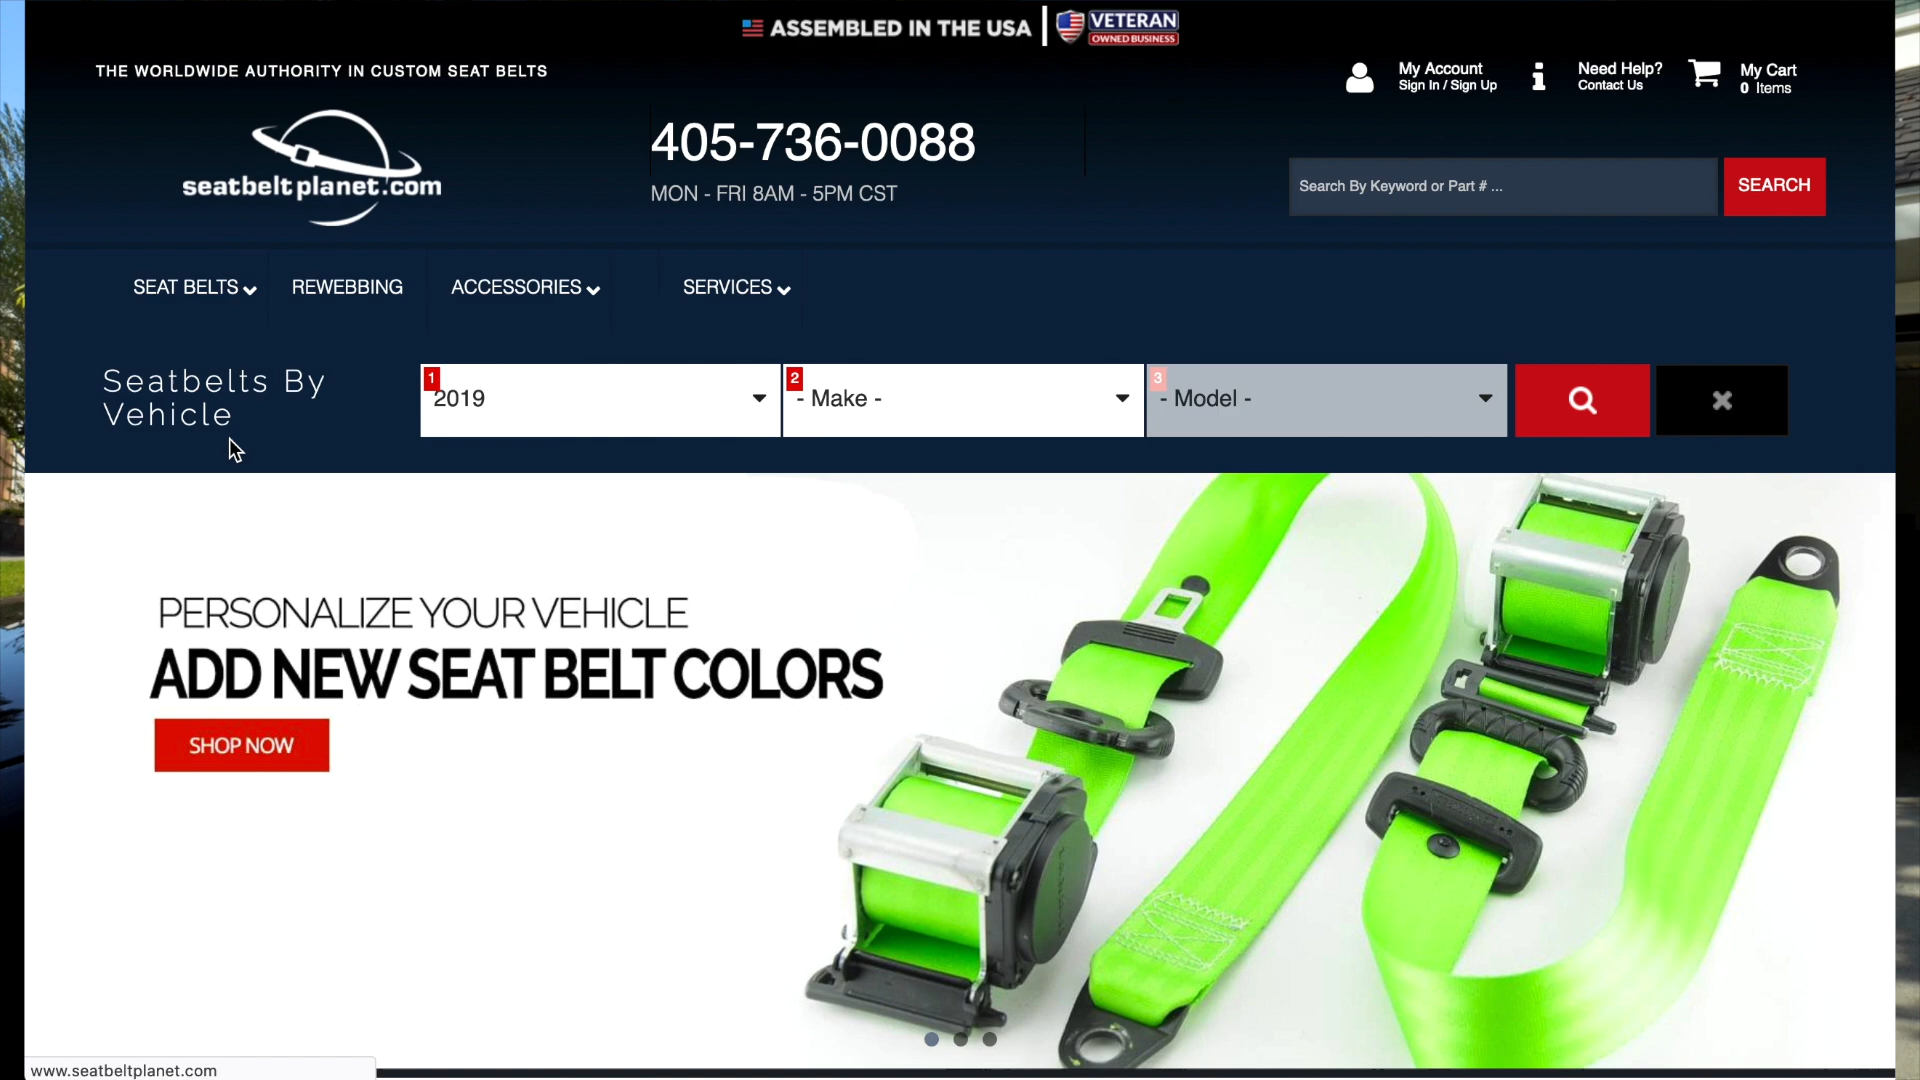 ASSEMBLED IN THE USA
VETERAN
OWNED BUSINESS
THE WORLDWIDE AUTHORITY IN CUSTOM SEAT BELTS
My Account
Sign In / Sign Up
Need Help?
Contact Us
My Cart
0 Items
seatbeltplanet.com
405-736-0088
MON - FRI 8AM - 5PM CST
Search By Keyword or Part # ...
SEARCH
SEAT BELTS
REWEBBING
ACCESSORIES
SERVICES
Seatbelts By
Vehicle
1
2019
2
- Make -
3
- Model -
PERSONALIZE YOUR VEHICLE
ADD NEW SEAT BELT COLORS
SHOP NOW
www.seatbeltplanet.com